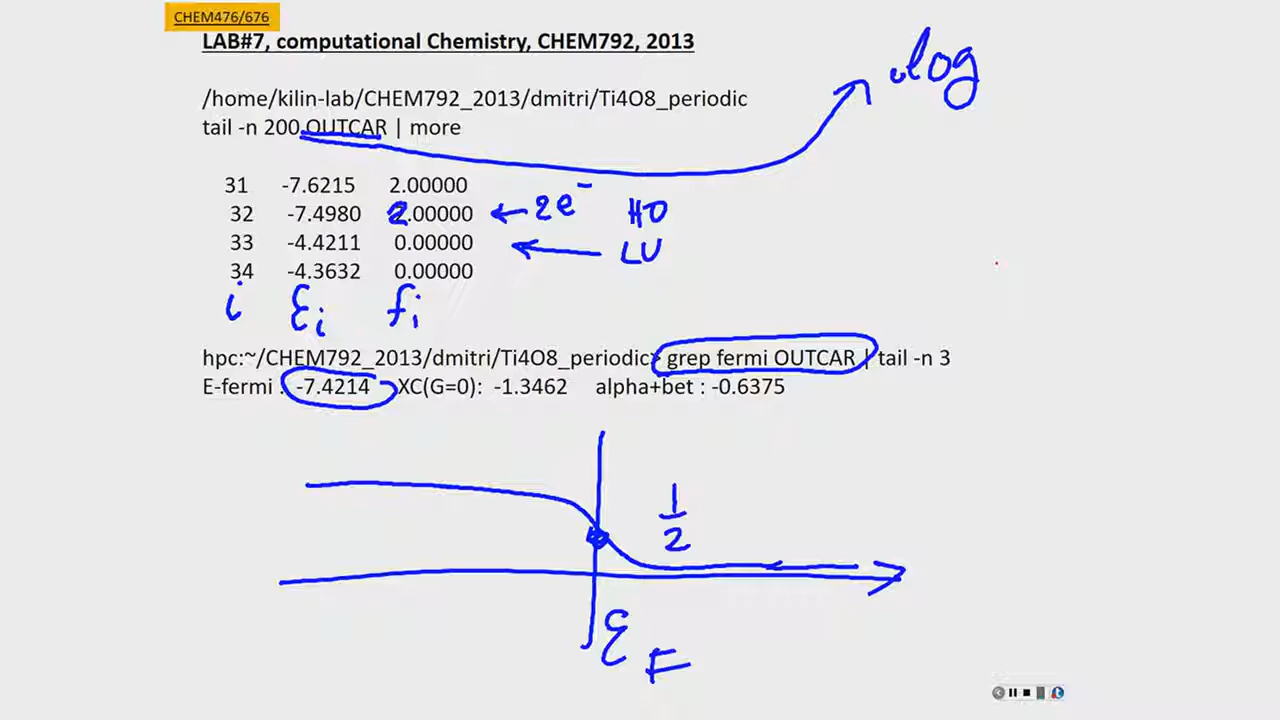 CHEM476/676
LAB#7, computational Chemistry, CHEM792, 2013
.log
/home/kilin-lab/CHEM792_2013/dmitri/Ti4O8_periodic
tail -n 200 OUTCAR | more
31 -7.6215 2.00000
32 -7.4980 2.00000 ← 2e⁻ HO
33 -4.4211 0.00000 ← LU
34 -4.3632 0.00000
i εi fi
hpc:~/CHEM792_2013/dmitri/Ti4O8_periodic> grep fermi OUTCAR | tail -n 3
E-fermi : -7.4214 XC(G=0): -1.3462 alpha+bet : -0.6375
1/2
εF